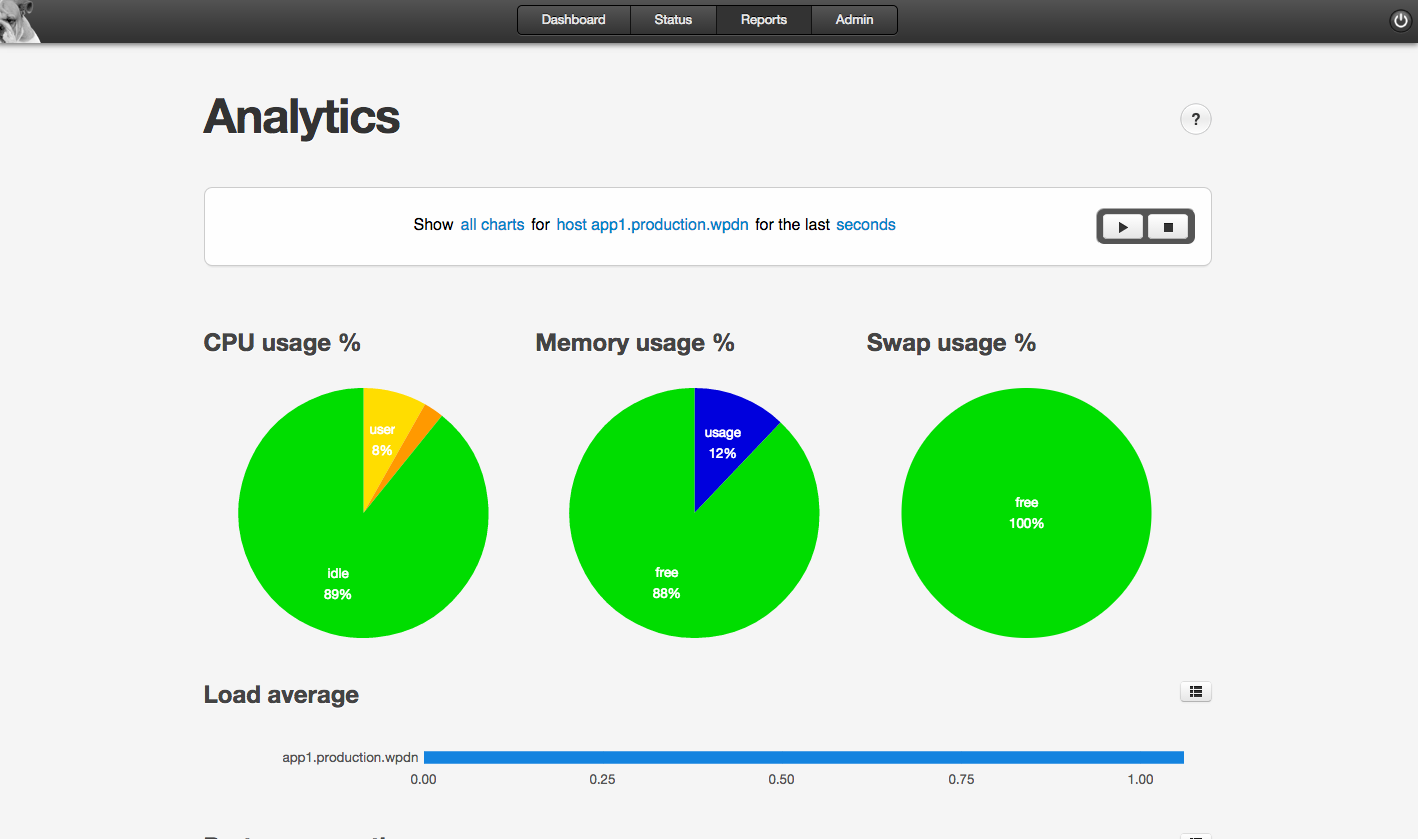 Dashboard Status Reports Admin
Analytics
?
Show all charts for host app1.production.wpdn for the last seconds
CPU usage % Memory usage % Swap usage %
user
8%
idle
89%
usage
12%
free
88%
free
100%
Load average
app1.production.wpdn
0.00 0.25 0.50 0.75 1.00